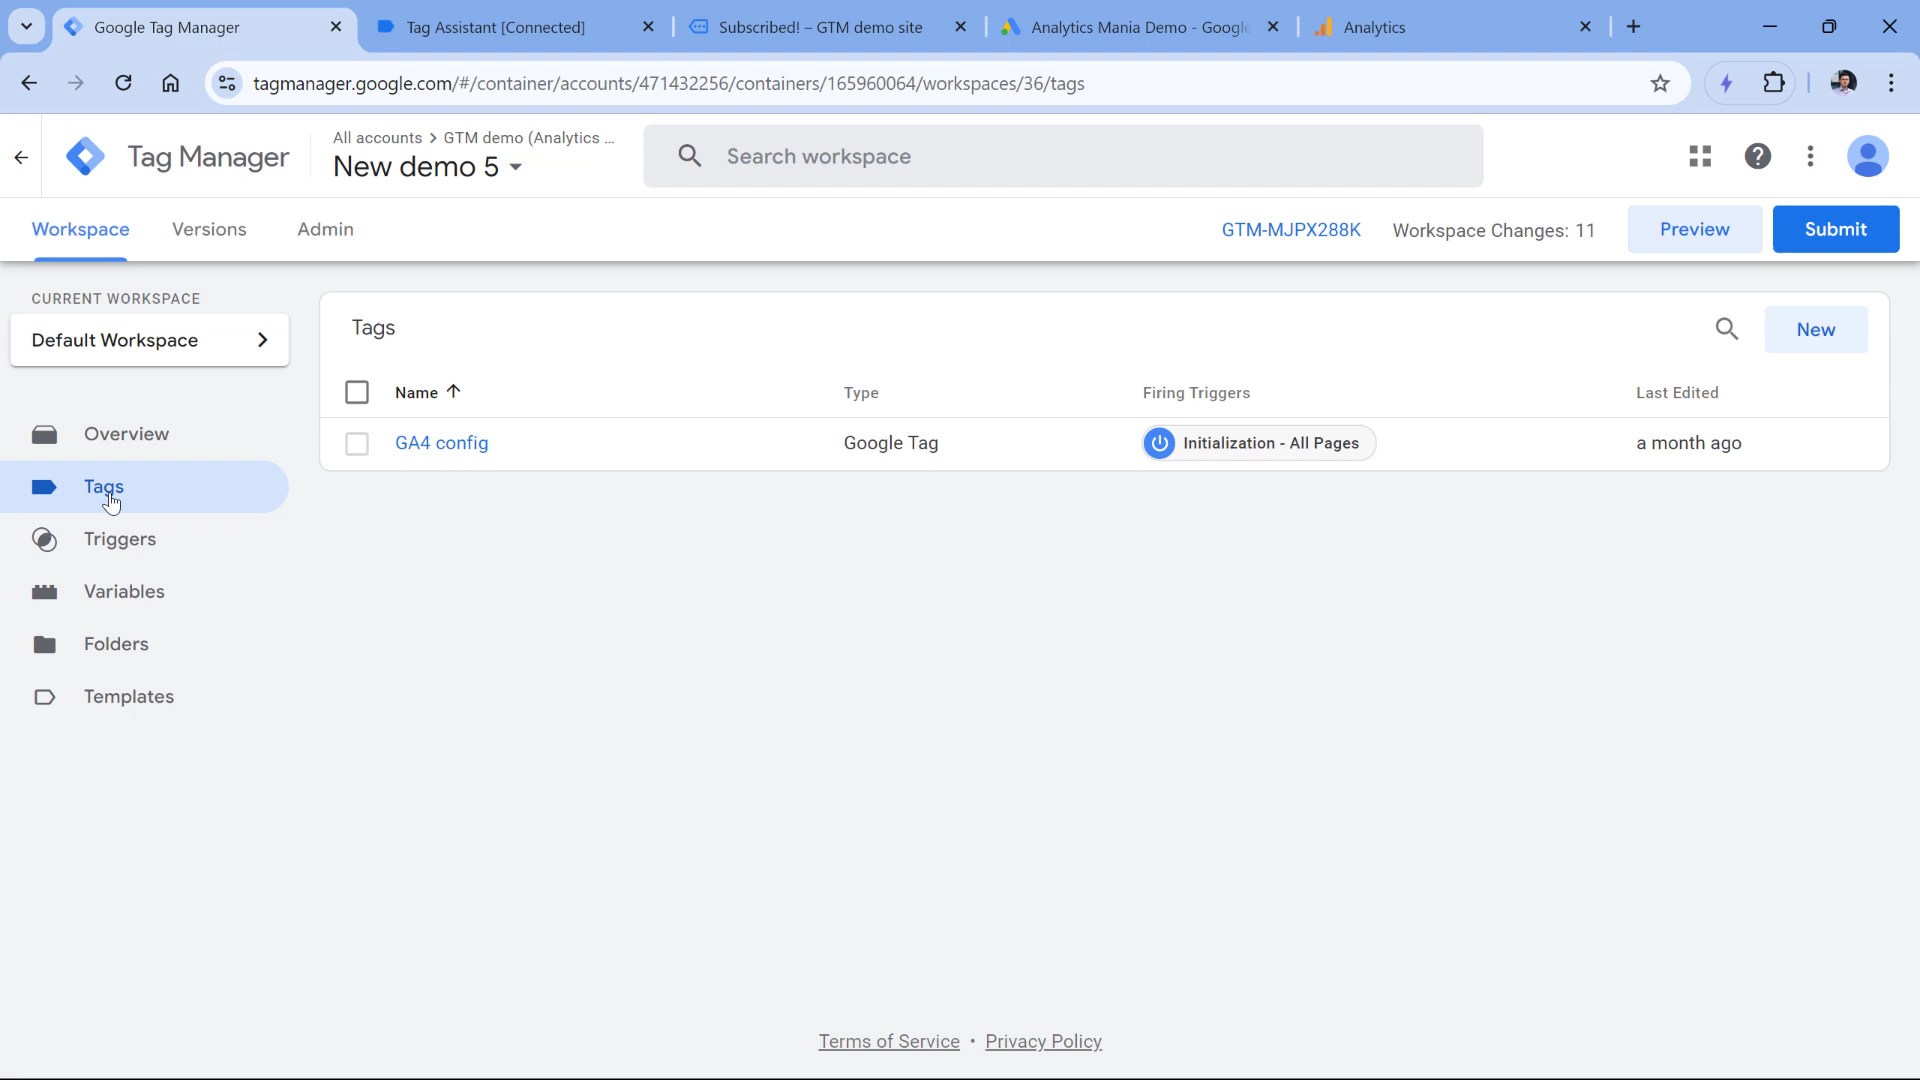 Google Tag Manager
Tag Assistant [Connected]
Subscribed! – GTM demo site
Analytics Mania Demo - Google
Analytics
tagmanager.google.com/#/container/accounts/471432256/containers/165960064/workspaces/36/tags
Tag Manager
All accounts > GTM demo (Analytics ...
New demo 5
Search workspace
Workspace
Versions
Admin
GTM-MJPX288K
Workspace Changes: 11
Preview
Submit
CURRENT WORKSPACE
Default Workspace
Overview
Tags
Triggers
Variables
Folders
Templates
Tags
New
Name
Type
Firing Triggers
Last Edited
GA4 config
Google Tag
Initialization - All Pages
a month ago
Terms of Service • Privacy Policy